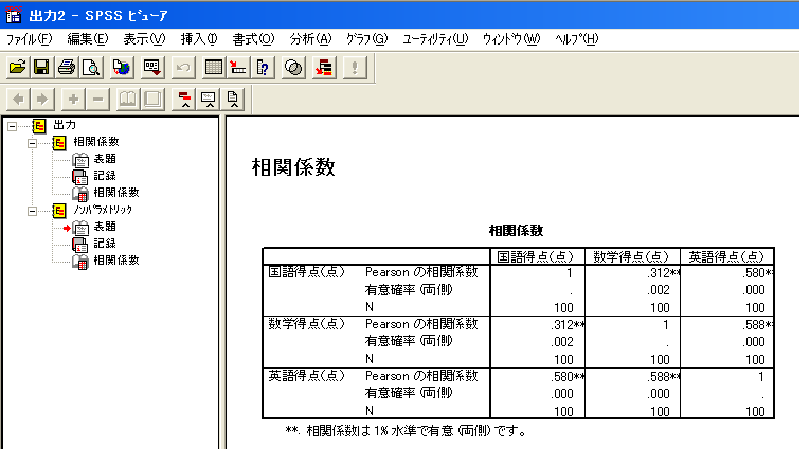 出力2 - SPSS ビューア
ファイル(F) 編集(E) 表示(V) 挿入(I) 書式(O) 分析(A) グラフ(G) ユーティリティ(U) ウィンドウ(W) ヘルプ(H)
出力
相関係数
表題
記録
相関係数
ノンパラメトリック
表題
記録
相関係数
相関係数
相関係数
国語得点(点) 数学得点(点) 英語得点(点)
国語得点(点) Pearson の相関係数 1 .312** .580**
有意確率 (両側) . .002 .000
N 100 100 100
数学得点(点) Pearson の相関係数 .312** 1 .588**
有意確率 (両側) .002 . .000
N 100 100 100
英語得点(点) Pearson の相関係数 .580** .588** 1
有意確率 (両側) .000 .000 .
N 100 100 100
**. 相関係数は 1% 水準で有意 (両側) です。